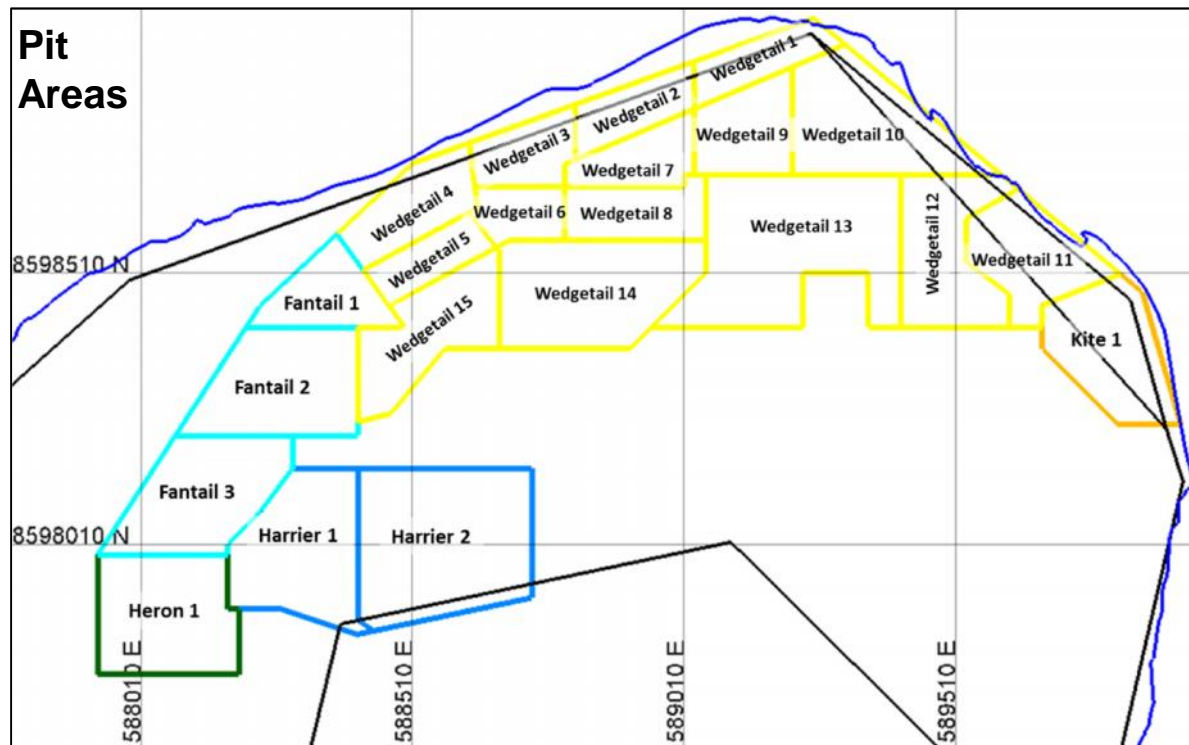 Pit
Areas
Wedgetail 1
Wedgetail 2
Wedgetail 3
Wedgetail 9
Wedgetail 10
Wedgetail 7
Wedgetail 4
Wedgetail 6
Wedgetail 8
Wedgetail 13
Wedgetail 12
Wedgetail 5
Wedgetail 11
8598510 N
Fantail 1
Wedgetail 15
Wedgetail 14
Kite 1
Fantail 2
Fantail 3
8598010 N
Harrier 1
Harrier 2
Heron 1
588010 E
588510 E
589010 E
589510 E